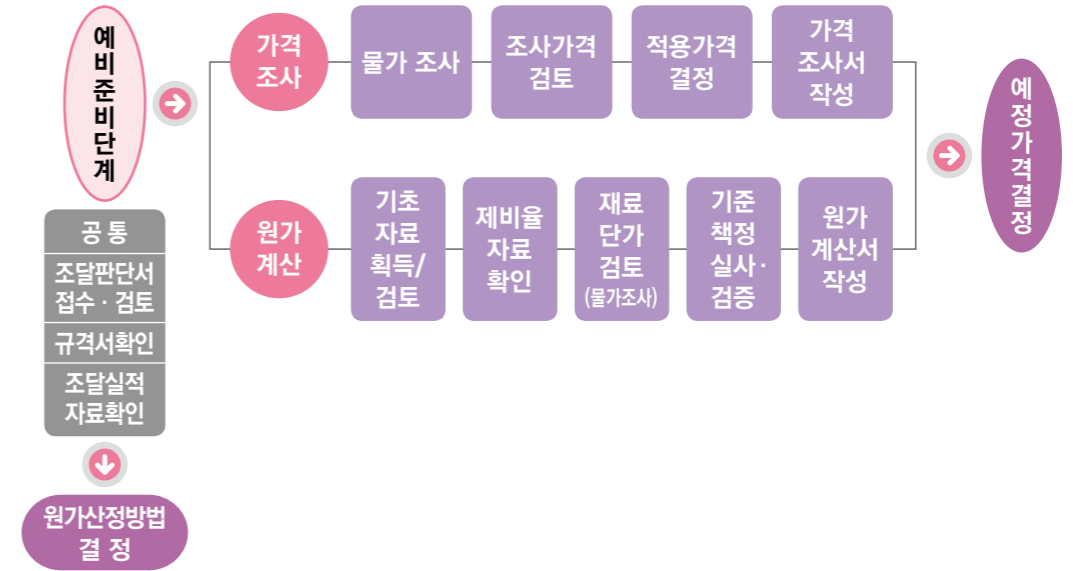 예비준비단계
공 통
조달판단서
접수 · 검토
규격서확인
조달실적
자료확인
원가산정방법
결 정
가격
조사
물가 조사
조사가격
검토
적용가격
결정
가격
조사서
작성
원가
계산
기초
자료
획득/
검토
제비율
자료
확인
재료
단가
검토
(물가조사)
기준
책정
실사·
검증
원가
계산서
작성
예정가격결정